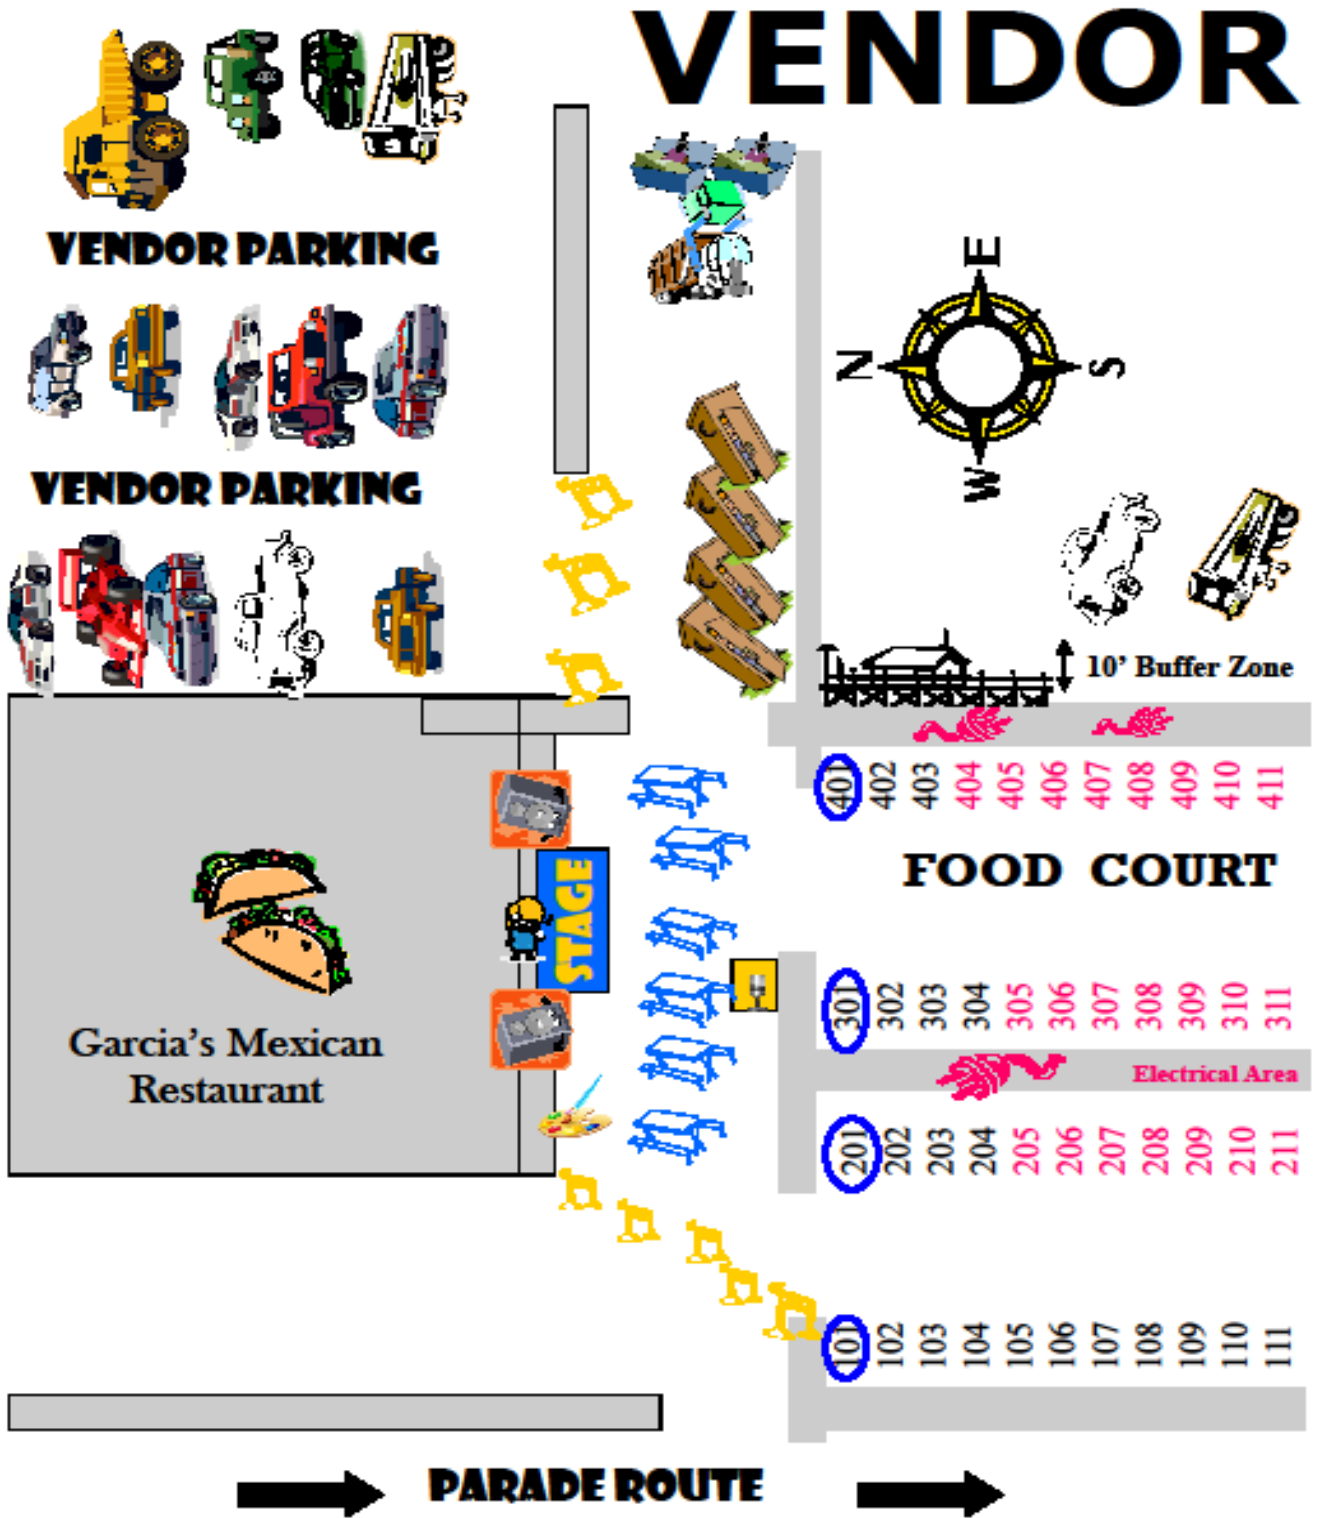 VENDOR
VENDOR PARKING
E
N
S
W
VENDOR PARKING
10’ Buffer Zone
401 402 403 404 405 406 407 408 409 410 411
FOOD COURT
STAGE
301 302 303 304 305 306 307 308 309 310 311
Garcia’s Mexican
Restaurant
Electrical Area
201 202 203 204 205 206 207 208 209 210 211
101 102 103 104 105 106 107 108 109 110 111
PARADE ROUTE